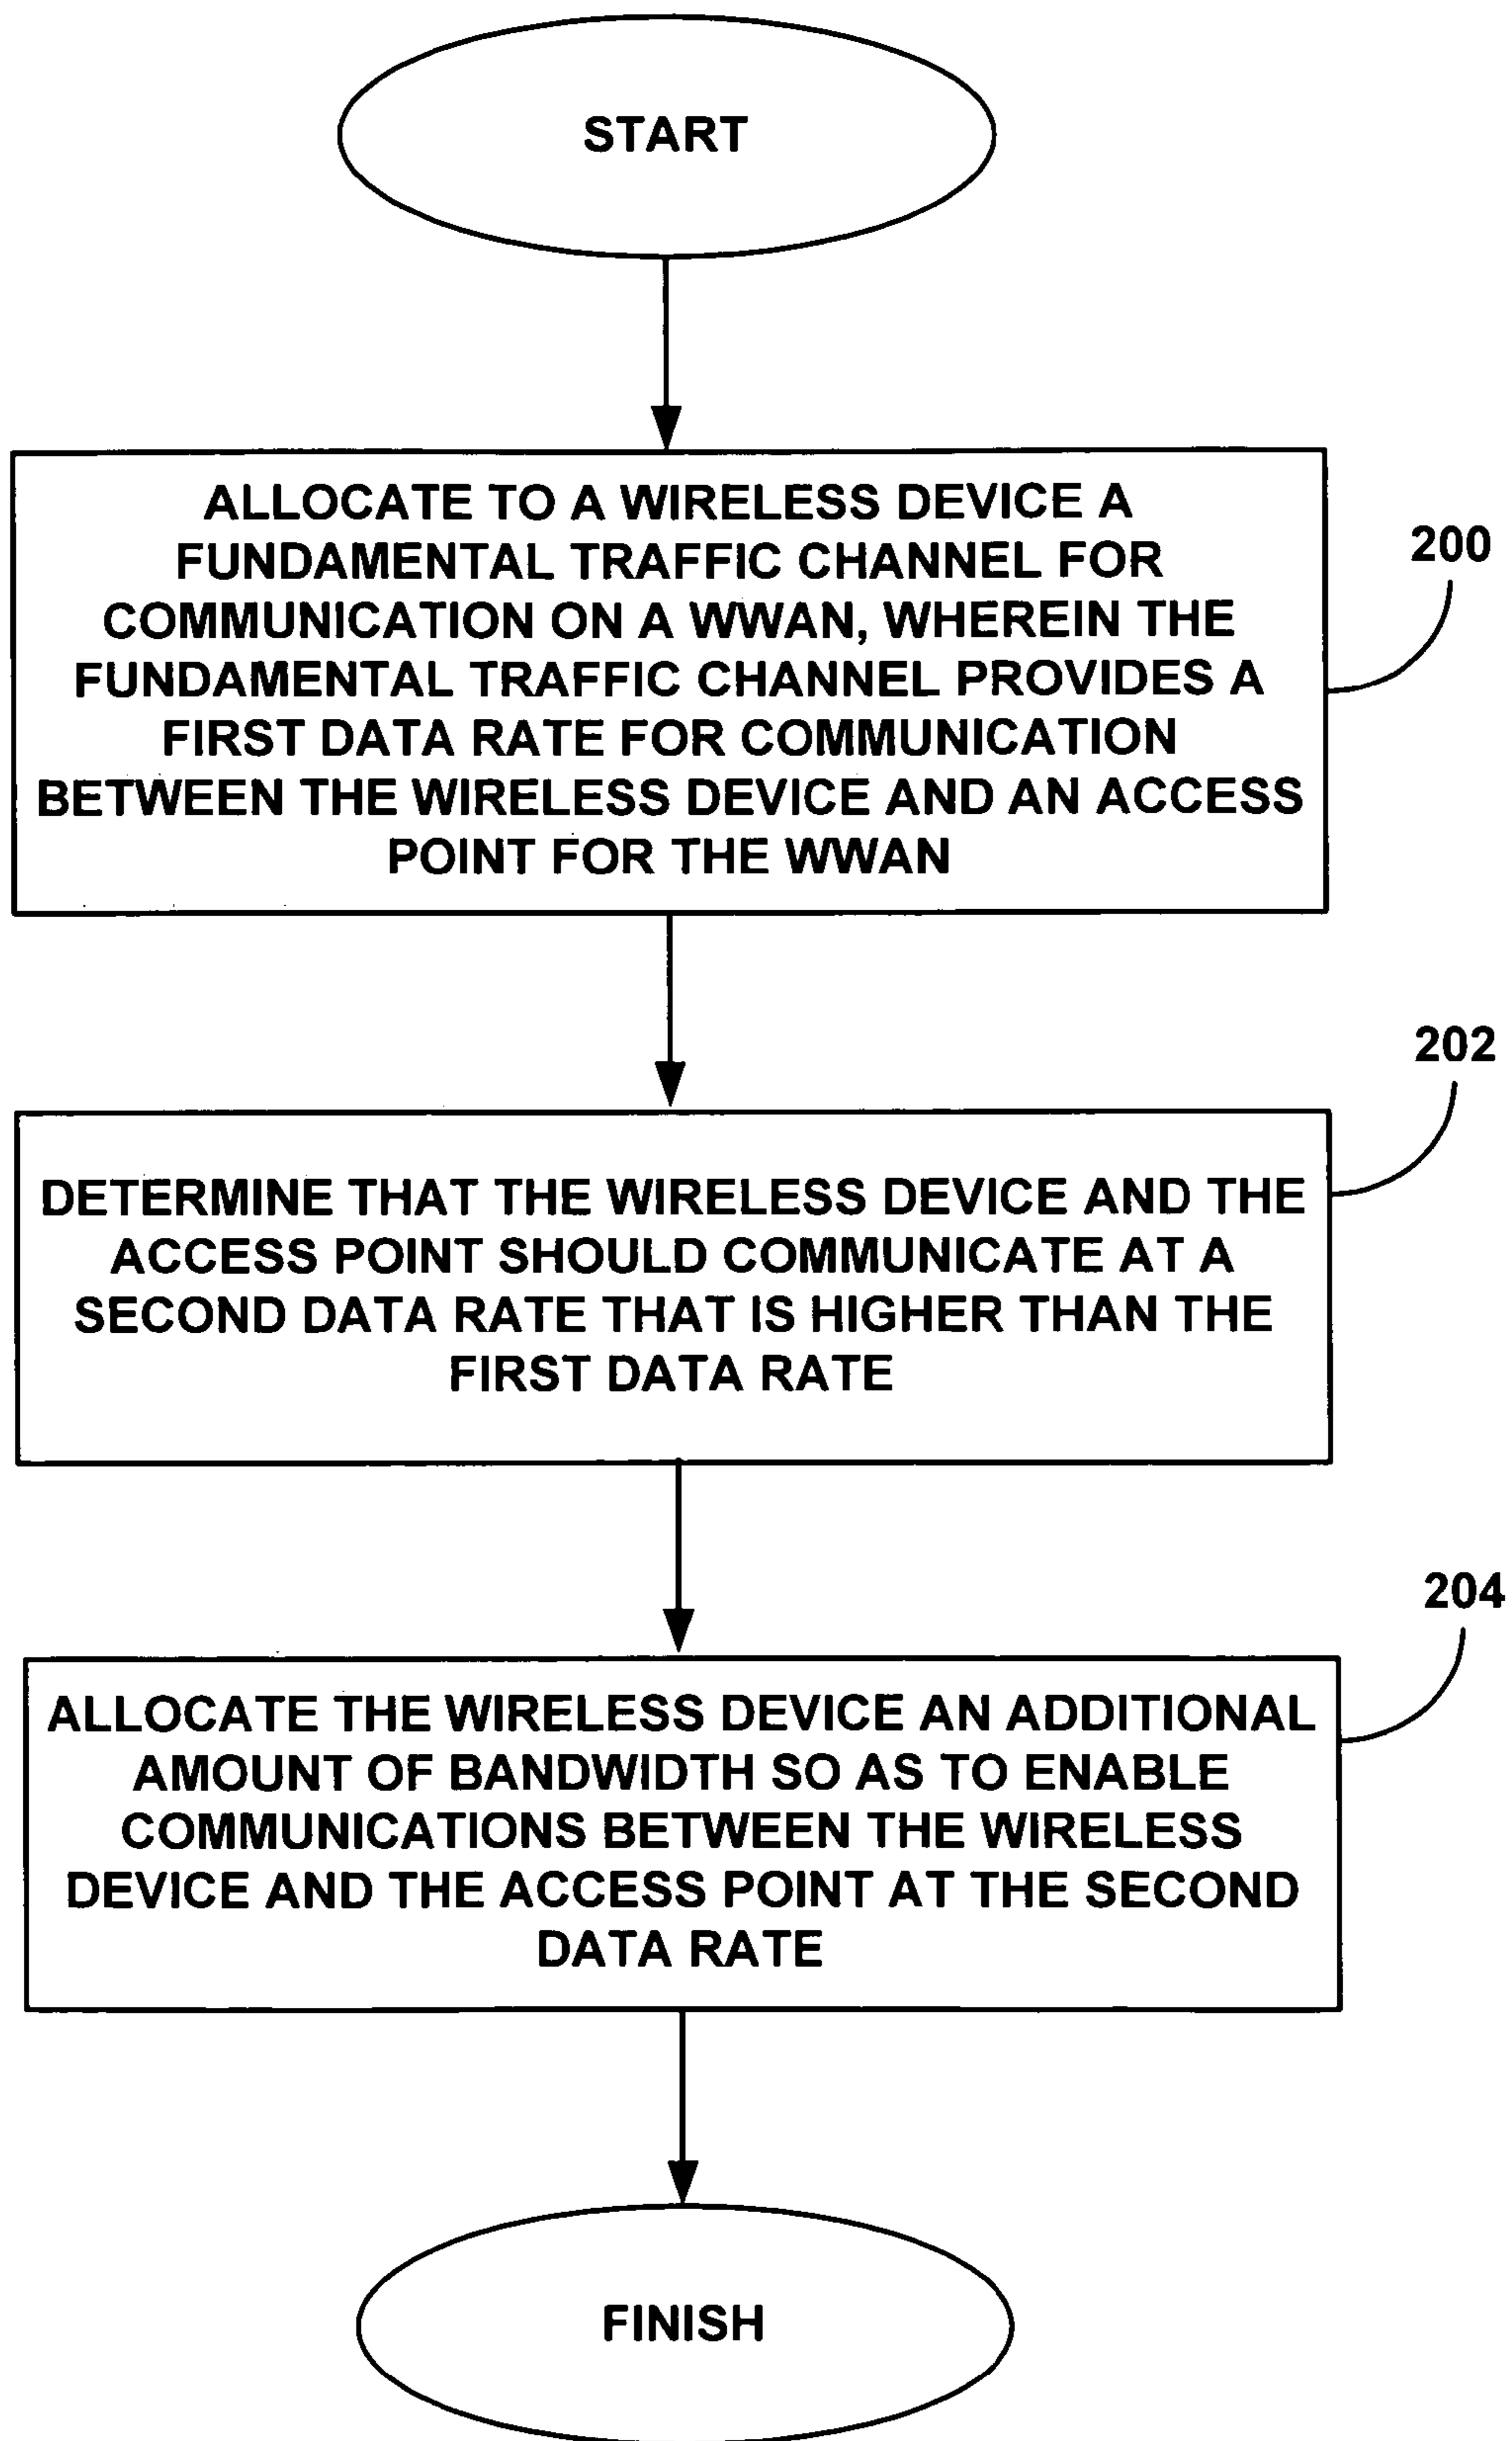 START
ALLOCATE TO A WIRELESS DEVICE A
FUNDAMENTAL TRAFFIC CHANNEL FOR
COMMUNICATION ON A WWAN, WHEREIN THE
FUNDAMENTAL TRAFFIC CHANNEL PROVIDES A
FIRST DATA RATE FOR COMMUNICATION
BETWEEN THE WIRELESS DEVICE AND AN ACCESS
POINT FOR THE WWAN
200
DETERMINE THAT THE WIRELESS DEVICE AND THE
ACCESS POINT SHOULD COMMUNICATE AT A
SECOND DATA RATE THAT IS HIGHER THAN THE
FIRST DATA RATE
202
ALLOCATE THE WIRELESS DEVICE AN ADDITIONAL
AMOUNT OF BANDWIDTH SO AS TO ENABLE
COMMUNICATIONS BETWEEN THE WIRELESS
DEVICE AND THE ACCESS POINT AT THE SECOND
DATA RATE
204
FINISH